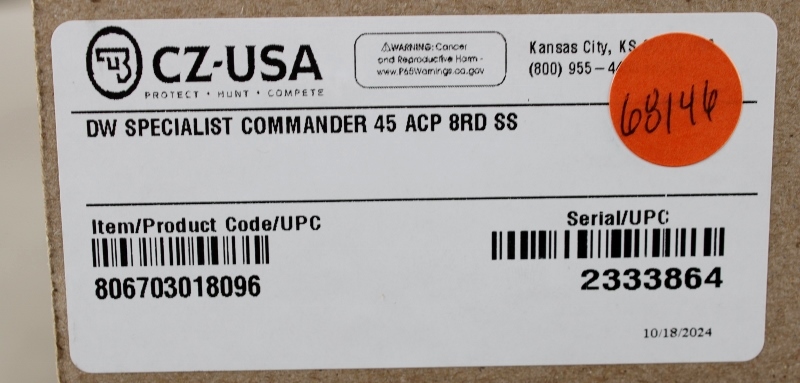 CZ-USA
PROTECT • HUNT • COMPETE
⚠WARNING: Cancer
and Reproductive Harm -
www.P65Warnings.ca.gov
Kansas City, KS
(800) 955-4
68146
DW SPECIALIST COMMANDER 45 ACP 8RD SS
Item/Product Code/UPC
806703018096
Serial/UPC
2333864
10/18/2024